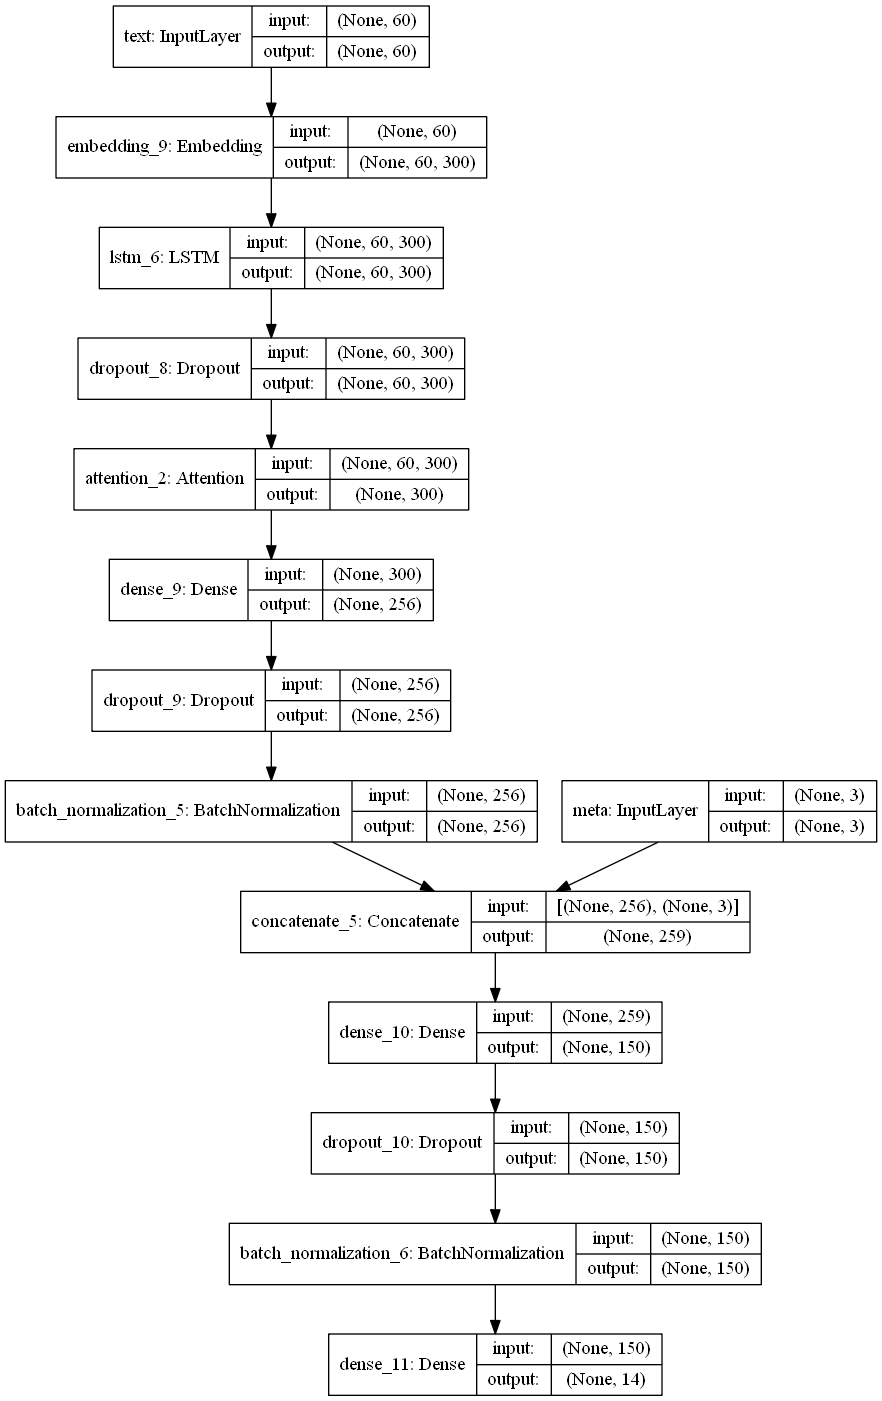 text: InputLayer
input: (None, 60)
output: (None, 60)
embedding_9: Embedding
input: (None, 60)
output: (None, 60, 300)
lstm_6: LSTM
input: (None, 60, 300)
output: (None, 60, 300)
dropout_8: Dropout
input: (None, 60, 300)
output: (None, 60, 300)
attention_2: Attention
input: (None, 60, 300)
output: (None, 300)
dense_9: Dense
input: (None, 300)
output: (None, 256)
dropout_9: Dropout
input: (None, 256)
output: (None, 256)
batch_normalization_5: BatchNormalization
input: (None, 256)
output: (None, 256)
meta: InputLayer
input: (None, 3)
output: (None, 3)
concatenate_5: Concatenate
input: [(None, 256), (None, 3)]
output: (None, 259)
dense_10: Dense
input: (None, 259)
output: (None, 150)
dropout_10: Dropout
input: (None, 150)
output: (None, 150)
batch_normalization_6: BatchNormalization
input: (None, 150)
output: (None, 150)
dense_11: Dense
input: (None, 150)
output: (None, 14)